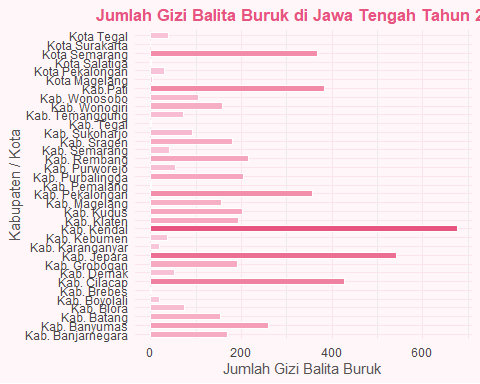 Jumlah Gizi Balita Buruk di Jawa Tengah Tahun 2
Kabupaten / Kota
Kota Tegal
Kota Surakarta
Kota Semarang
Kota Salatiga
Kota Pekalongan
Kota Magelang
Kab.Pati
Kab. Wonosobo
Kab. Wonogiri
Kab. Temanggung
Kab. Tegal
Kab. Sukoharjo
Kab. Sragen
Kab. Semarang
Kab. Rembang
Kab. Purworejo
Kab. Purbalingga
Kab. Pemalang
Kab. Pekalongan
Kab. Magelang
Kab. Kudus
Kab. Klaten
Kab. Kendal
Kab. Kebumen
Kab. Karanganyar
Kab. Jepara
Kab. Grobogan
Kab. Demak
Kab. Cilacap
Kab. Brebes
Kab. Boyolali
Kab. Blora
Kab. Batang
Kab. Banyumas
Kab. Banjarnegara
0 200 400 600
Jumlah Gizi Balita Buruk